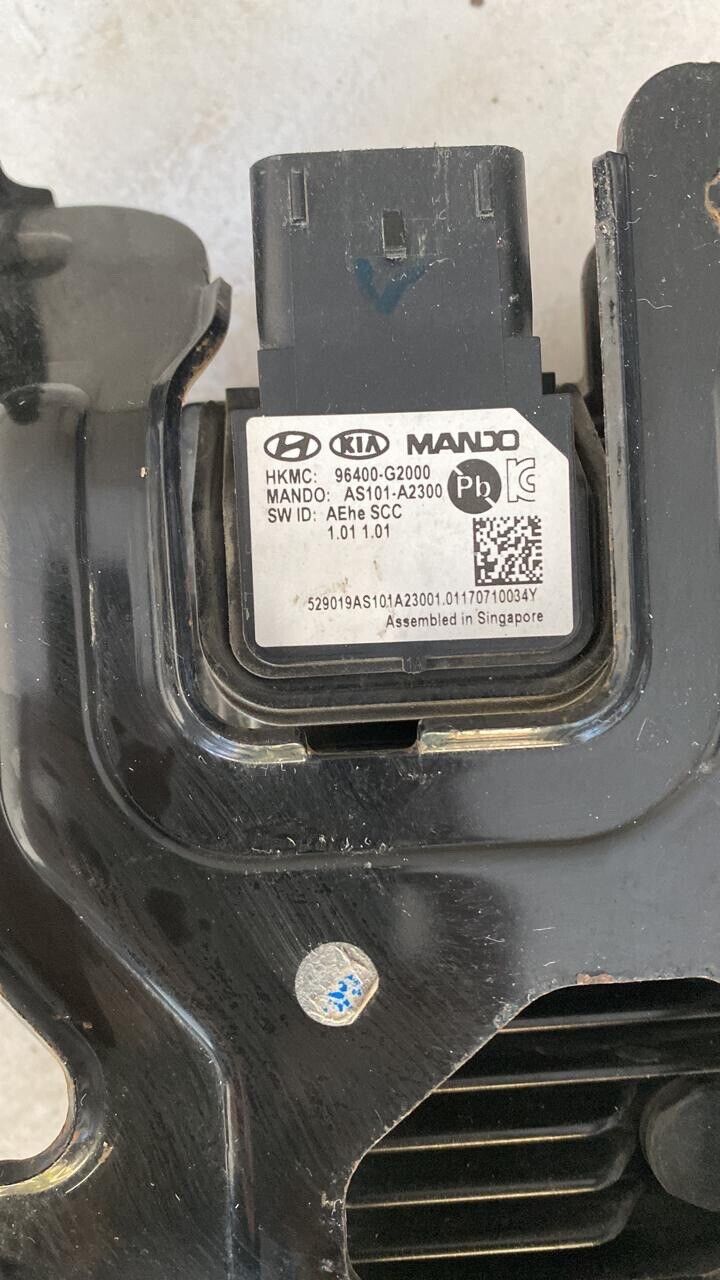 KIA MANDO
HKMC: 96400-G2000
MANDO: AS101-A2300
Pb
SW ID: AEhe SCC
1.01 1.01
529019AS101A23001.01170710034Y
Assembled in Singapore